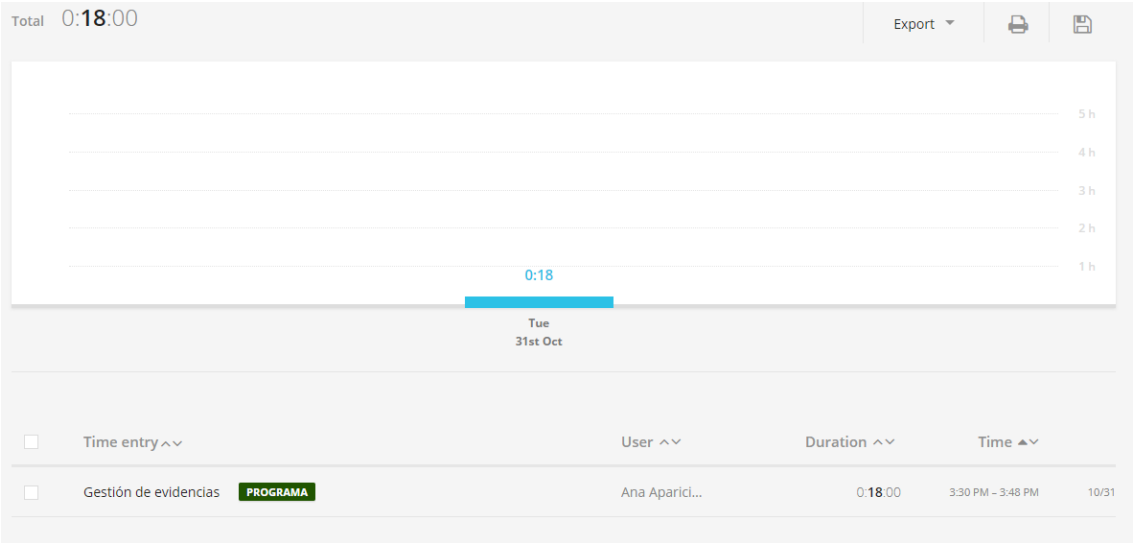 Total 0:18:00 Export
5 h
4 h
3 h
2 h
1 h
0:18
Tue
31st Oct
Time entry User Duration Time
Gestión de evidencias PROGRAMA Ana Aparici... 0:18:00 3:30 PM – 3:48 PM 10/31